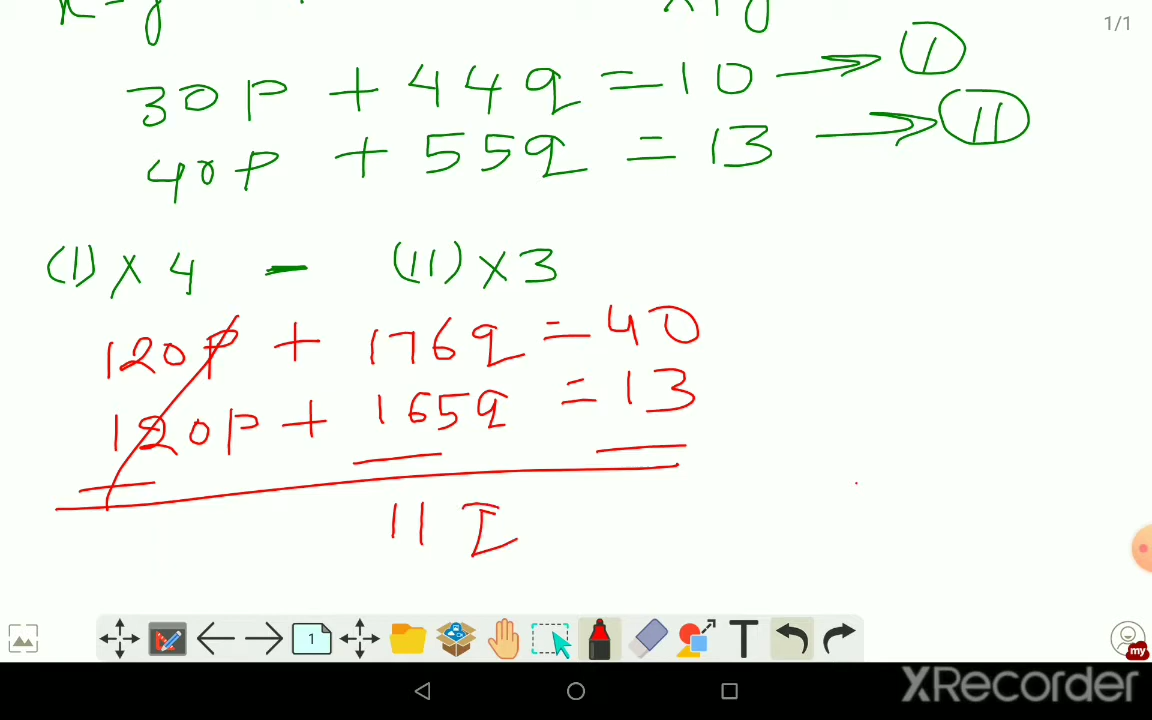 1/1
x-y x+y
30p + 44q = 10 → I
40p + 55q = 13 → II
(I) × 4 - (II) × 3
120p + 176q = 40
120p + 165q = 13
11
1
T
my
XRecorder